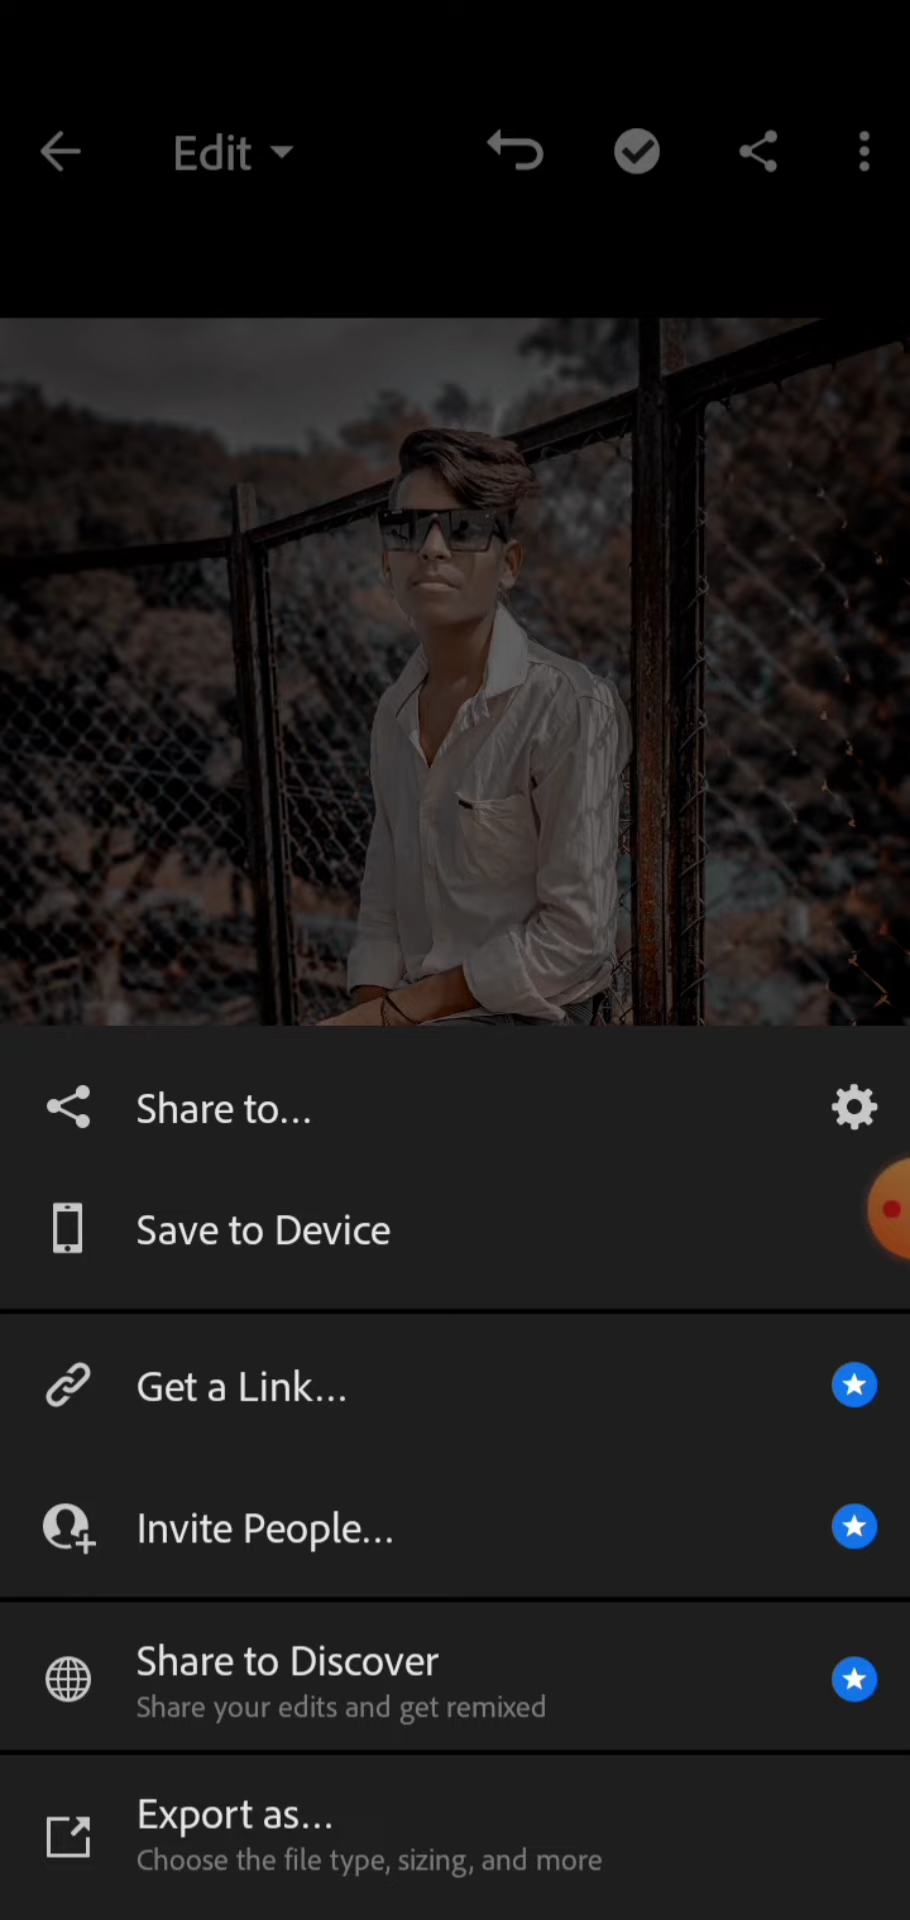 Edit
Share to...
Save to Device
Get a Link...
Invite People...
Share to Discover
Share your edits and get remixed
Export as...
Choose the file type, sizing, and more